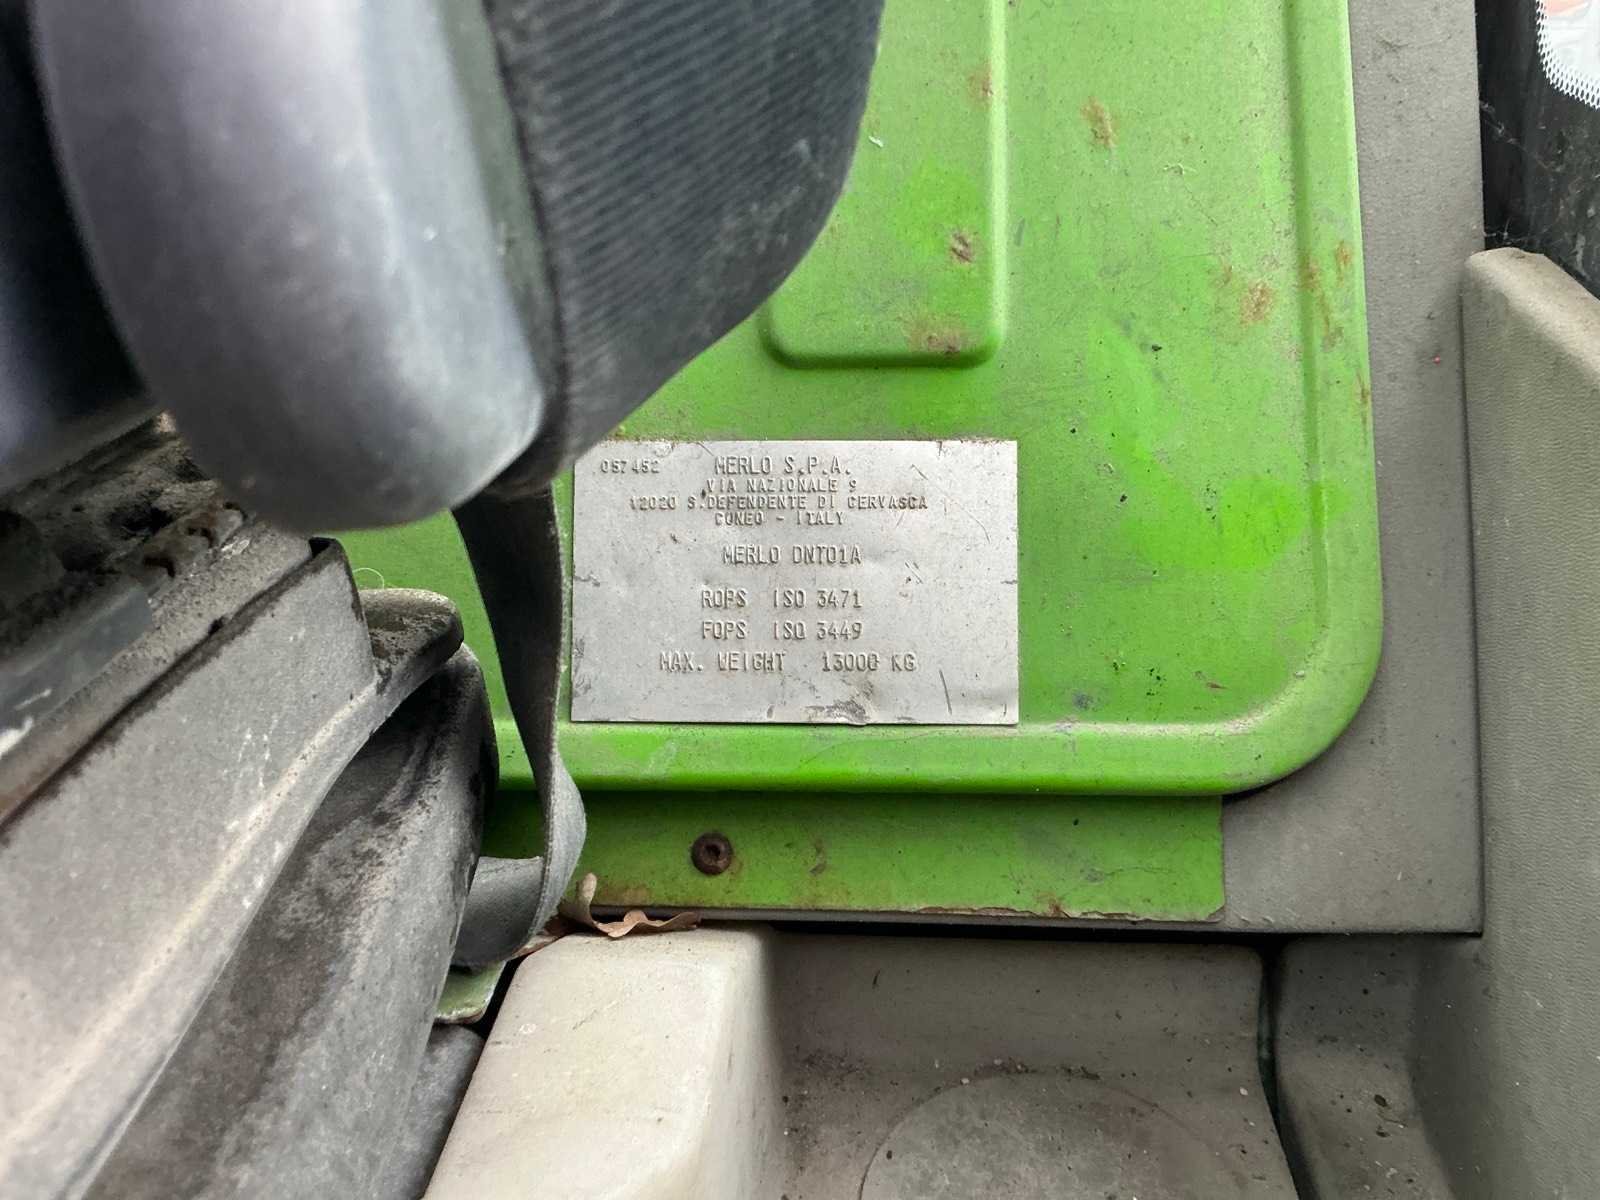 057452 MERLO S.P.A.
VIA NAZIONALE 9
12020 S.DEFENDENTE DI CERVASCA
CUNEO - ITALY
MERLO DNT01A
ROPS ISO 3471
FOPS ISO 3449
MAX. WEIGHT 13000 KG